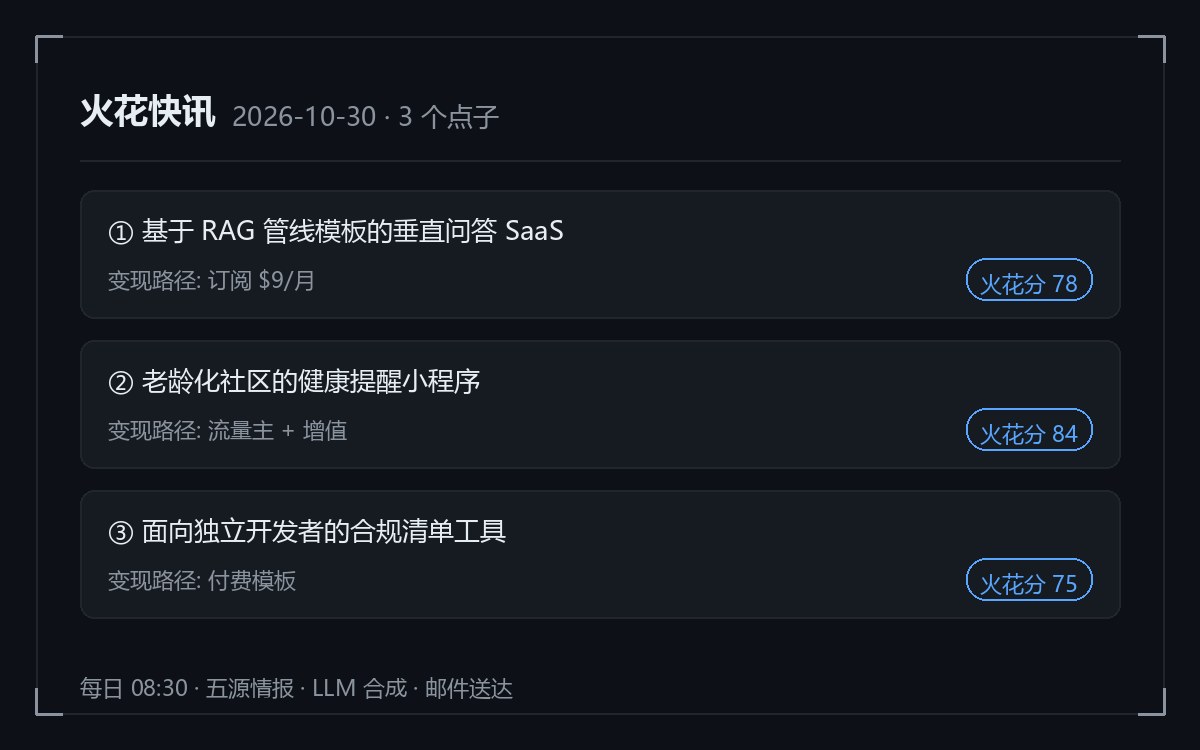 火花快讯 2026-10-30 · 3 个点子
① 基于 RAG 管线模板的垂直问答 SaaS
变现路径: 订阅 $9/月
火花分 78
② 老龄化社区的健康提醒小程序
变现路径: 流量主 + 增值
火花分 84
③ 面向独立开发者的合规清单工具
变现路径: 付费模板
火花分 75
每日 08:30 · 五源情报 · LLM 合成 · 邮件送达